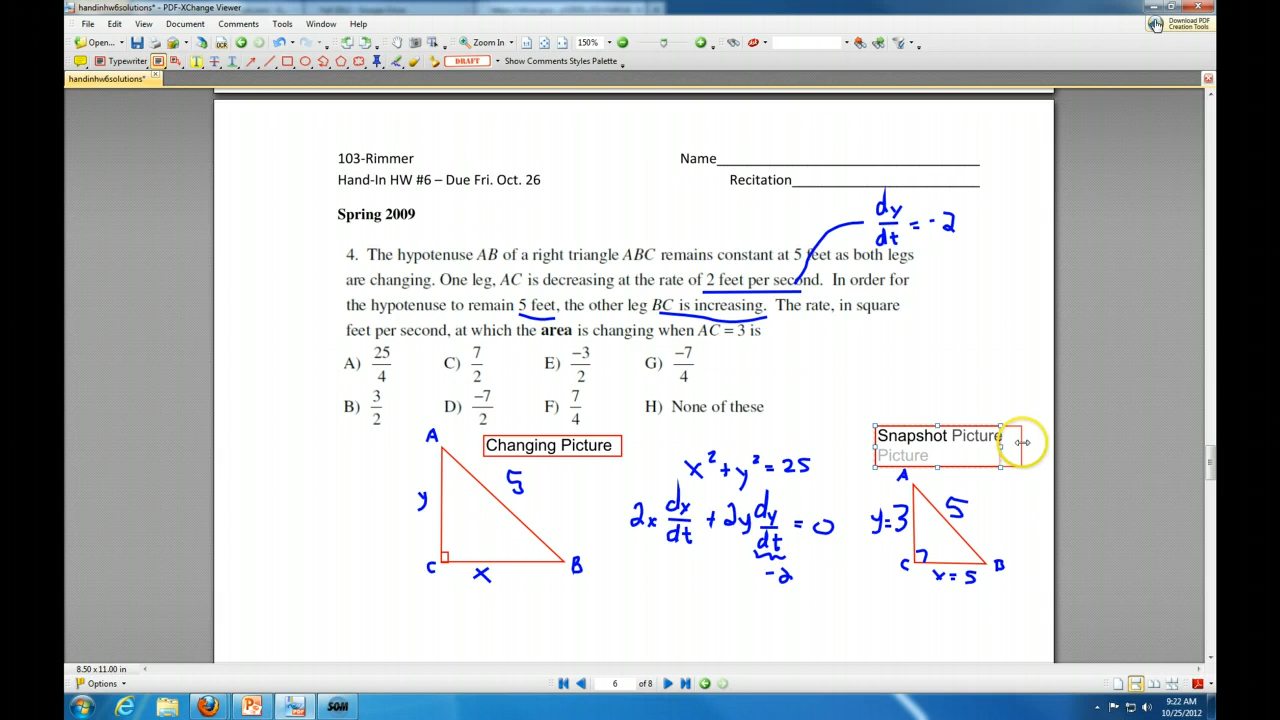 handinhw6solutions* - PDF-XChange Viewer
File Edit View Document Comments Tools Window Help
Download PDF
Creation Tools
Open... OCR Zoom In 150%
Typewriter DRAFT Show Comments Styles Palette
handinhw6solutions*
103-Rimmer Name
Hand-In HW #6 – Due Fri. Oct. 26 Recitation
Spring 2009
dy/dt = -2
4. The hypotenuse AB of a right triangle ABC remains constant at 5 feet as both legs
are changing. One leg, AC is decreasing at the rate of 2 feet per second. In order for
the hypotenuse to remain 5 feet, the other leg BC is increasing. The rate, in square
feet per second, at which the area is changing when AC = 3 is
A) 25/4 C) 7/2 E) −3/2 G) −7/4
B) 3/2 D) −7/2 F) 7/4 H) None of these
Changing Picture
A
5
y
C x B
x² + y² = 25
2x dx/dt + 2y dy/dt = 0
-2
Snapshot Picture
Picture
A
y=3 5
C x=5 B
8.50 x 11.00 in
Options 6 of 8
SOM
9:22 AM
10/25/2012